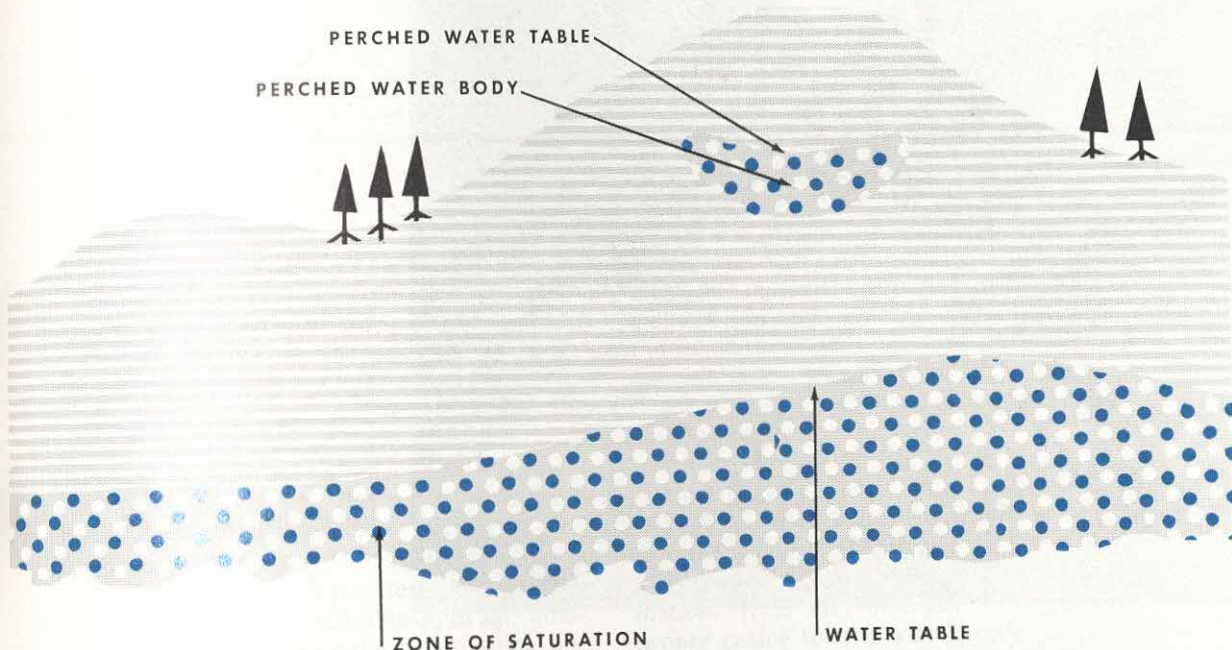 PERCHED WATER TABLE
PERCHED WATER BODY
ZONE OF SATURATION
WATER TABLE